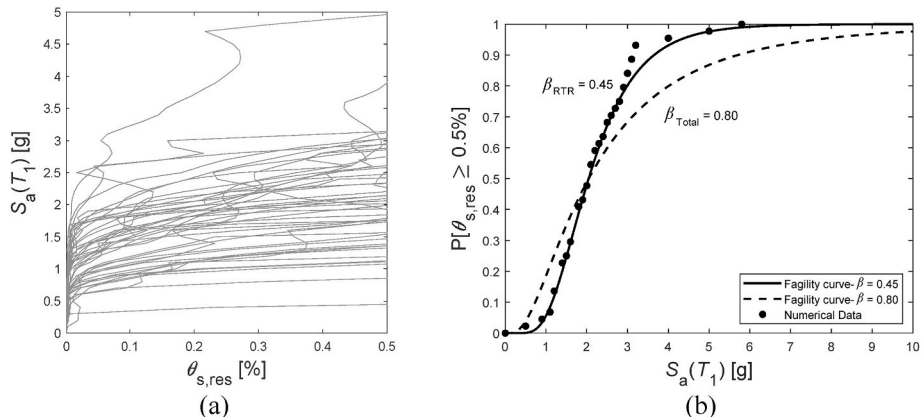 5
4.5
4
3.5
3
2.5
2
1.5
1
0.5
0
S_a(T_1) [g]
0 0.1 0.2 0.3 0.4 0.5
θ_s,res [%]
(a)
1
0.9
0.8
0.7
0.6
0.5
0.4
0.3
0.2
0.1
0
P[θ_s,res ≥ 0.5%]
β_RTR = 0.45
β_Total = 0.80
Fagility curve- β = 0.45
Fagility curve- β = 0.80
Numerical Data
0 1 2 3 4 5 6 7 8 9 10
S_a(T_1) [g]
(b)